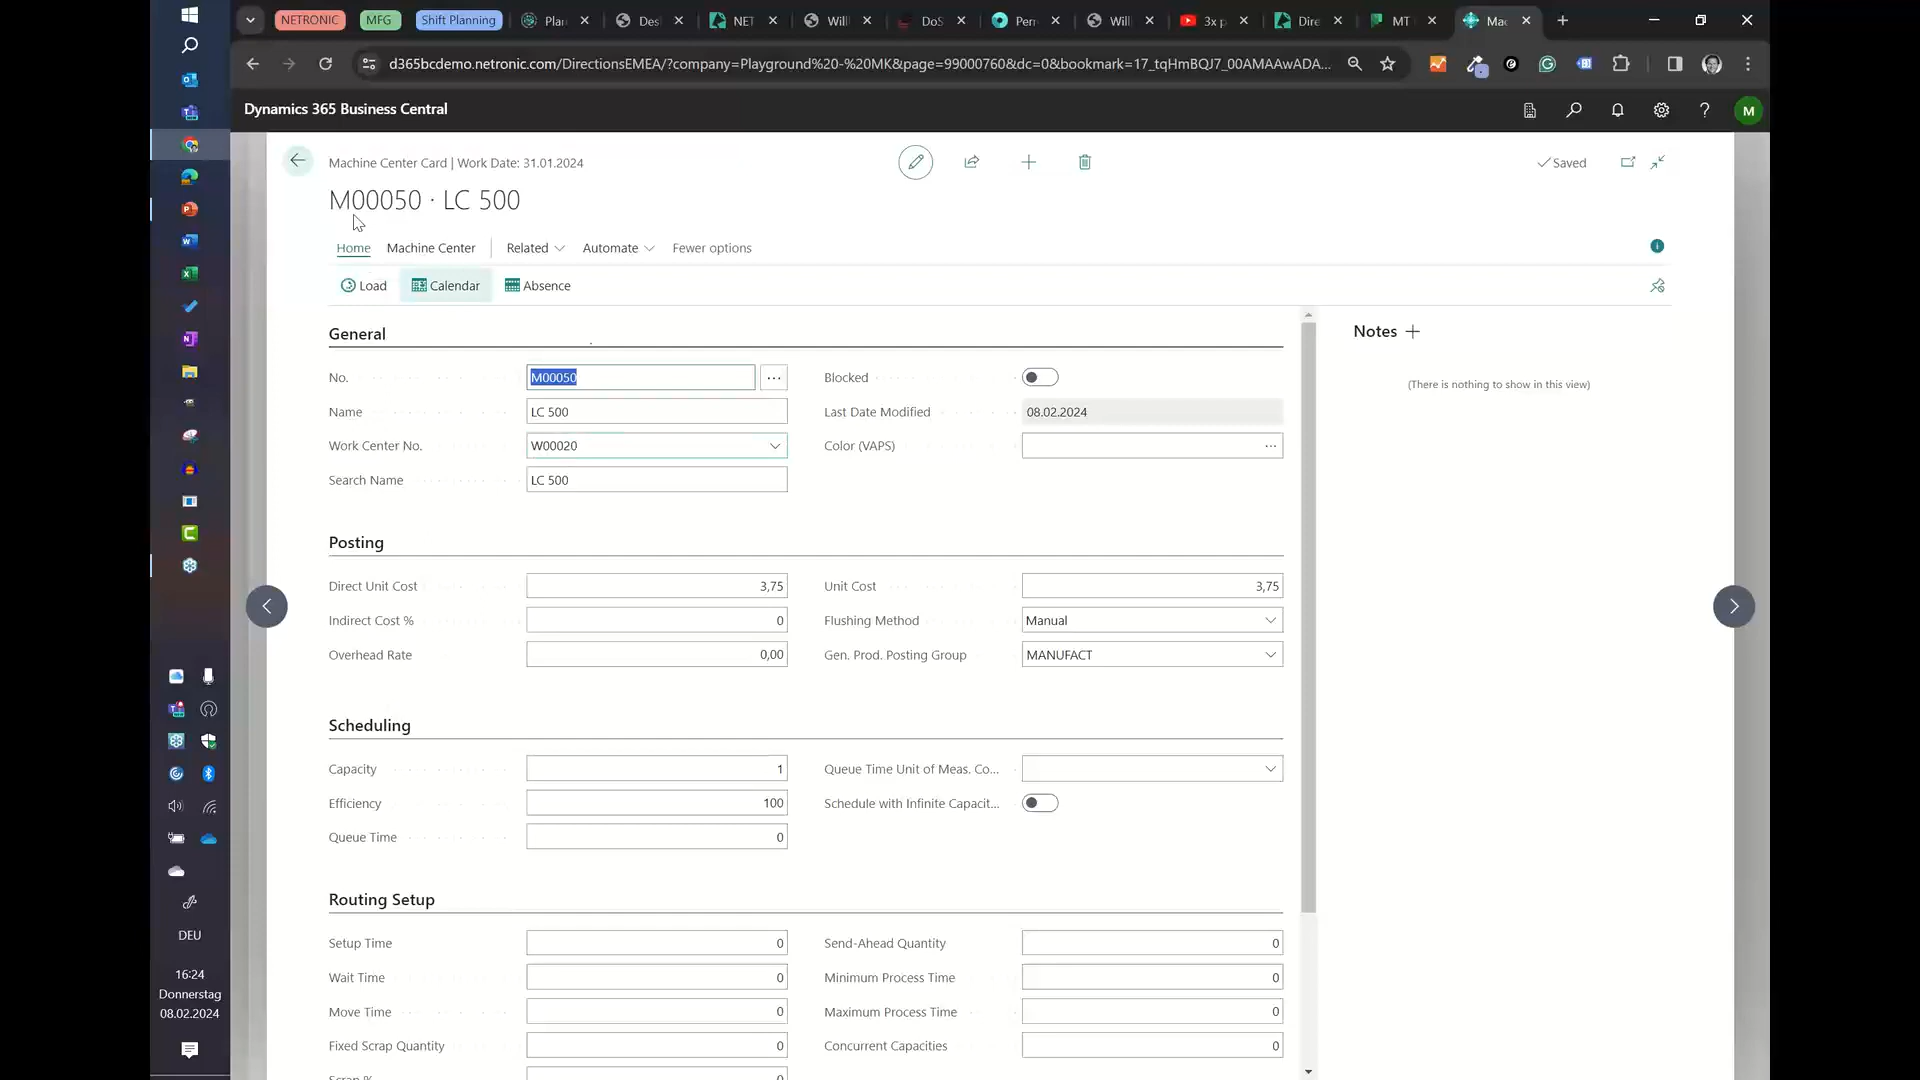 NETRONIC
MFG
Shift Planning
Plan
Des
NET
Will
DoS
Perr
Will
3x p
Dire
MT
Mac
d365bcdemo.netronic.com/DirectionsEMEA/?company=Playground%20-%20MK&page=99000760&dc=0&bookmark=17_tqHmBQJ7_00AMAAwADA...
Dynamics 365 Business Central
M
Machine Center Card | Work Date: 31.01.2024
Saved
M00050 · LC 500
Home
Machine Center
Related
Automate
Fewer options
Load
Calendar
Absence
General
Notes
No.
M00050
Blocked
(There is nothing to show in this view)
Name
LC 500
Last Date Modified
08.02.2024
Work Center No.
W00020
Color (VAPS)
Search Name
LC 500
Posting
Direct Unit Cost
3,75
Unit Cost
3,75
Indirect Cost %
0
Flushing Method
Manual
Overhead Rate
0,00
Gen. Prod. Posting Group
MANUFACT
Scheduling
Capacity
1
Queue Time Unit of Meas. Co...
Efficiency
100
Schedule with Infinite Capacit...
Queue Time
0
Routing Setup
Setup Time
0
Send-Ahead Quantity
0
Wait Time
0
Minimum Process Time
0
Move Time
0
Maximum Process Time
0
Fixed Scrap Quantity
0
Concurrent Capacities
0
Scrap %
0
DEU
16:24
Donnerstag
08.02.2024